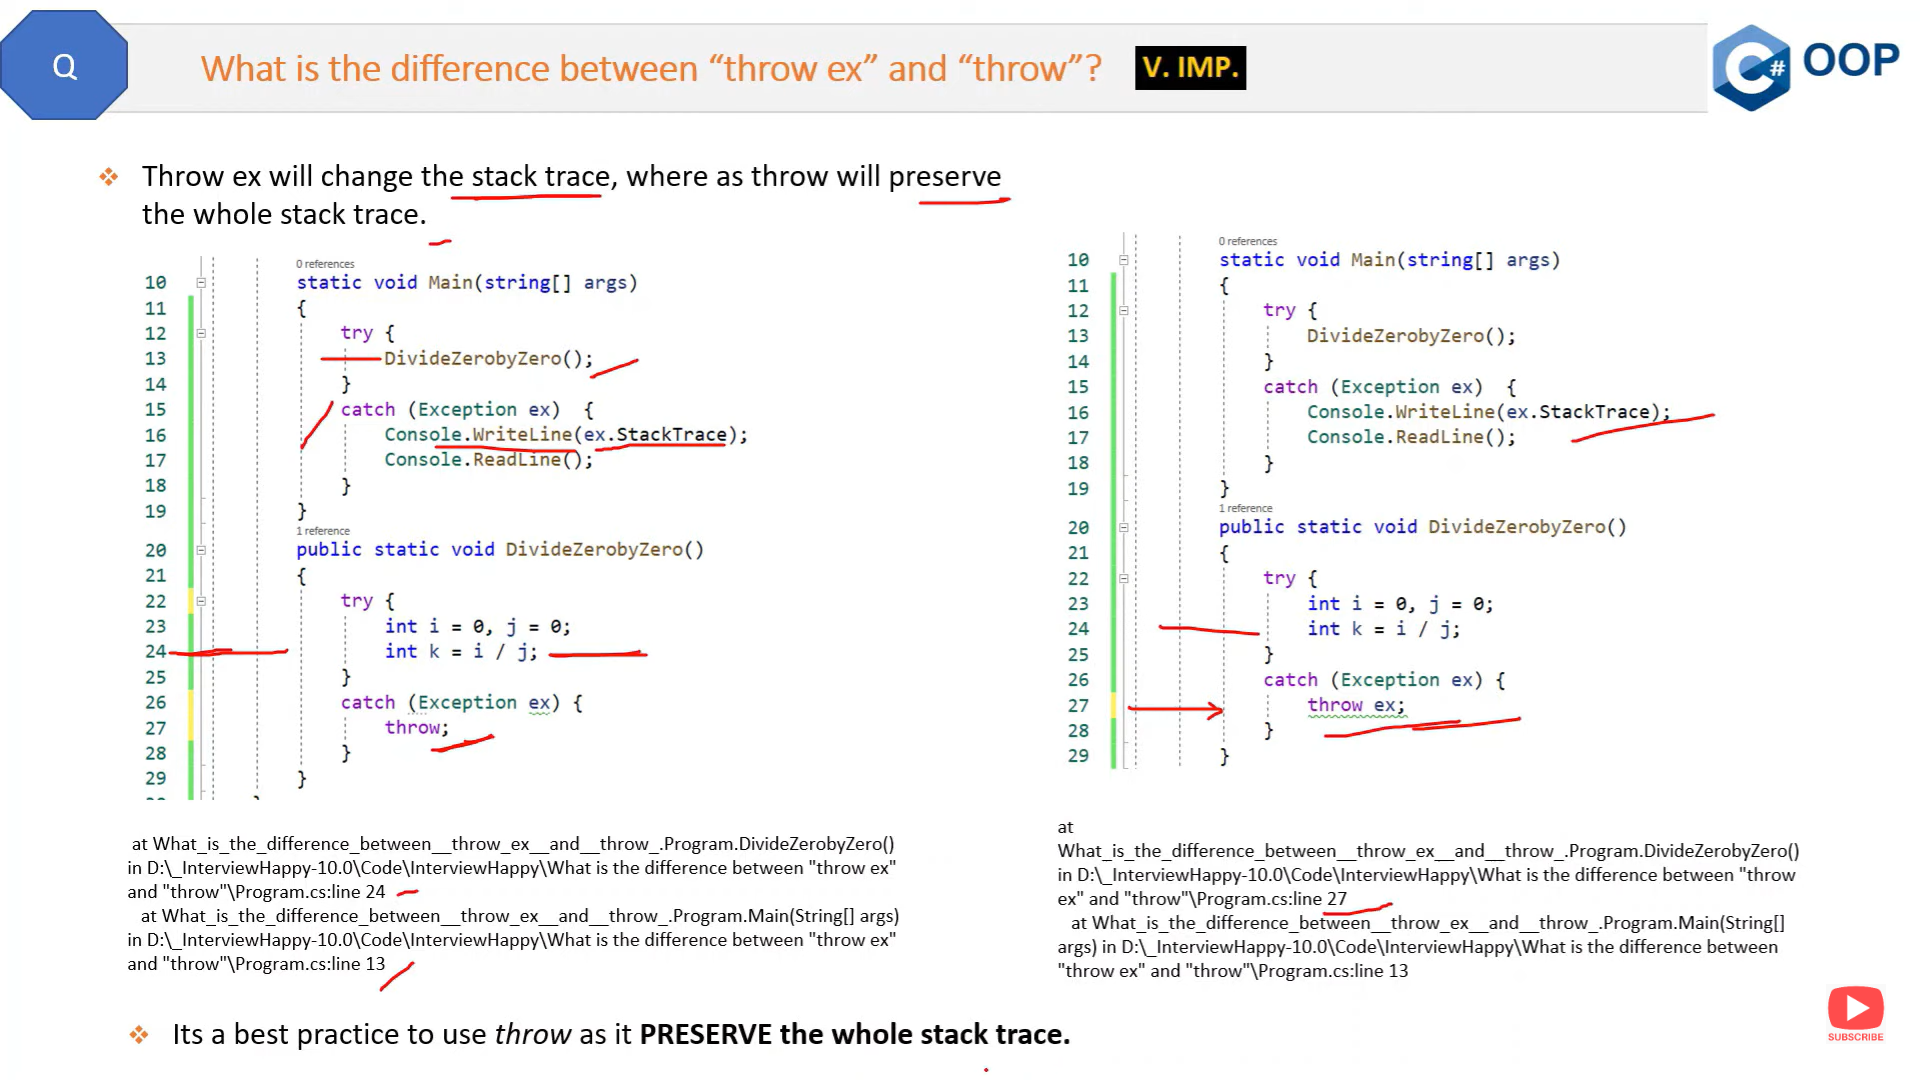 Q
What is the difference between “throw ex” and “throw”?
V. IMP.
C#
OOP
Throw ex will change the stack trace, where as throw will preserve
the whole stack trace.
0 references
10 static void Main(string[] args)
11 {
12 try {
13 DivideZerobyZero();
14 }
15 catch (Exception ex) {
16 Console.WriteLine(ex.StackTrace);
17 Console.ReadLine();
18 }
19 }
1 reference
20 public static void DivideZerobyZero()
21 {
22 try {
23 int i = 0, j = 0;
24 int k = i / j;
25 }
26 catch (Exception ex) {
27 throw;
28 }
29 }
at What_is_the_difference_between__throw_ex__and__throw_.Program.DivideZerobyZero()
in D:\_InterviewHappy-10.0\Code\InterviewHappy\What is the difference between "throw ex"
and "throw"\Program.cs:line 24
at What_is_the_difference_between__throw_ex__and__throw_.Program.Main(String[] args)
in D:\_InterviewHappy-10.0\Code\InterviewHappy\What is the difference between "throw ex"
and "throw"\Program.cs:line 13
0 references
10 static void Main(string[] args)
11 {
12 try {
13 DivideZerobyZero();
14 }
15 catch (Exception ex) {
16 Console.WriteLine(ex.StackTrace);
17 Console.ReadLine();
18 }
19 }
1 reference
20 public static void DivideZerobyZero()
21 {
22 try {
23 int i = 0, j = 0;
24 int k = i / j;
25 }
26 catch (Exception ex) {
27 throw ex;
28 }
29 }
at
What_is_the_difference_between__throw_ex__and__throw_.Program.DivideZerobyZero()
in D:\_InterviewHappy-10.0\Code\InterviewHappy\What is the difference between "throw
ex" and "throw"\Program.cs:line 27
at What_is_the_difference_between__throw_ex__and__throw_.Program.Main(String[]
args) in D:\_InterviewHappy-10.0\Code\InterviewHappy\What is the difference between
"throw ex" and "throw"\Program.cs:line 13
Its a best practice to use throw as it PRESERVE the whole stack trace.
SUBSCRIBE